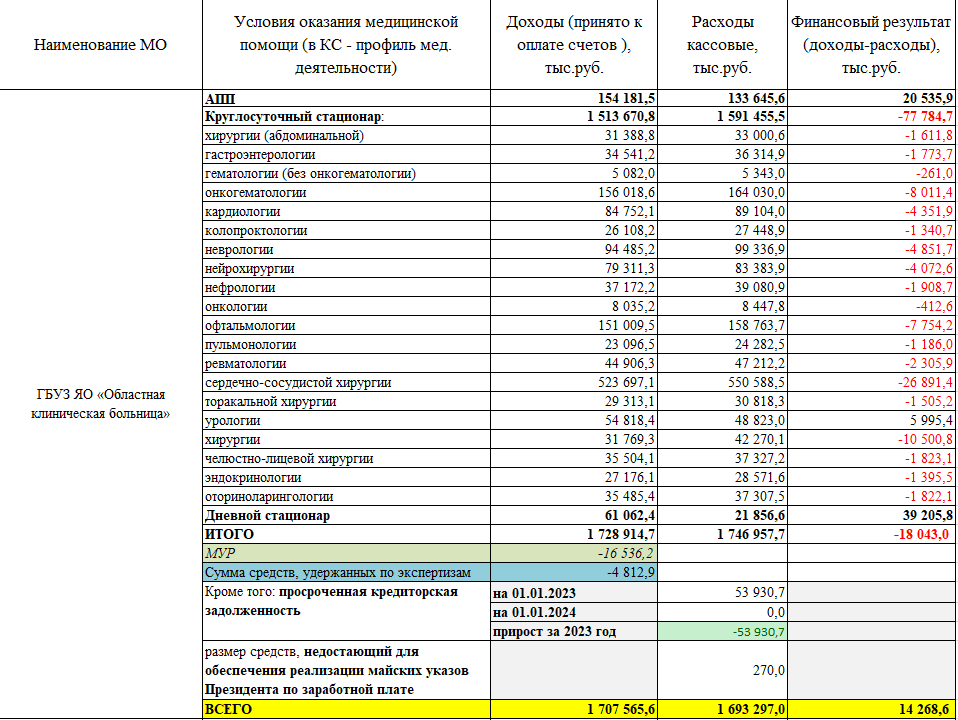 Наименование МО
Условия оказания медицинской
помощи (в КС - профиль мед.
деятельности)
Доходы (принято к
оплате счетов ),
тыс.руб.
Расходы
кассовые,
тыс.руб.
Финансовый результат
(доходы-расходы),
тыс.руб.
ГБУЗ ЯО «Областная
клиническая больница»
АПП 154 181,5 133 645,6 20 535,9
Круглосуточный стационар: 1 513 670,8 1 591 455,5 -77 784,7
хирургии (абдоминальной) 31 388,8 33 000,6 -1 611,8
гастроэнтерологии 34 541,2 36 314,9 -1 773,7
гематологии (без онкогематологии) 5 082,0 5 343,0 -261,0
онкогематологии 156 018,6 164 030,0 -8 011,4
кардиологии 84 752,1 89 104,0 -4 351,9
колопроктологии 26 108,2 27 448,9 -1 340,7
неврологии 94 485,2 99 336,9 -4 851,7
нейрохирургии 79 311,3 83 383,9 -4 072,6
нефрологии 37 172,2 39 080,9 -1 908,7
онкологии 8 035,2 8 447,8 -412,6
офтальмологии 151 009,5 158 763,7 -7 754,2
пульмонологии 23 096,5 24 282,5 -1 186,0
ревматологии 44 906,3 47 212,2 -2 305,9
сердечно-сосудистой хирургии 523 697,1 550 588,5 -26 891,4
торакальной хирургии 29 313,1 30 818,3 -1 505,2
урологии 54 818,4 48 823,0 5 995,4
хирургии 31 769,3 42 270,1 -10 500,8
челюстно-лицевой хирургии 35 504,1 37 327,2 -1 823,1
эндокринологии 27 176,1 28 571,6 -1 395,5
оториноларингологии 35 485,4 37 307,5 -1 822,1
Дневной стационар 61 062,4 21 856,6 39 205,8
ИТОГО 1 728 914,7 1 746 957,7 -18 043,0
МУР -16 536,2
Сумма средств, удержанных по экспертизам -4 812,9
Кроме того: просроченная кредиторская
задолженность
на 01.01.2023 53 930,7
на 01.01.2024 0,0
прирост за 2023 год -53 930,7
размер средств, недостающий для
обеспечения реализации майских указов
Президента по заработной плате
270,0
ВСЕГО 1 707 565,6 1 693 297,0 14 268,6